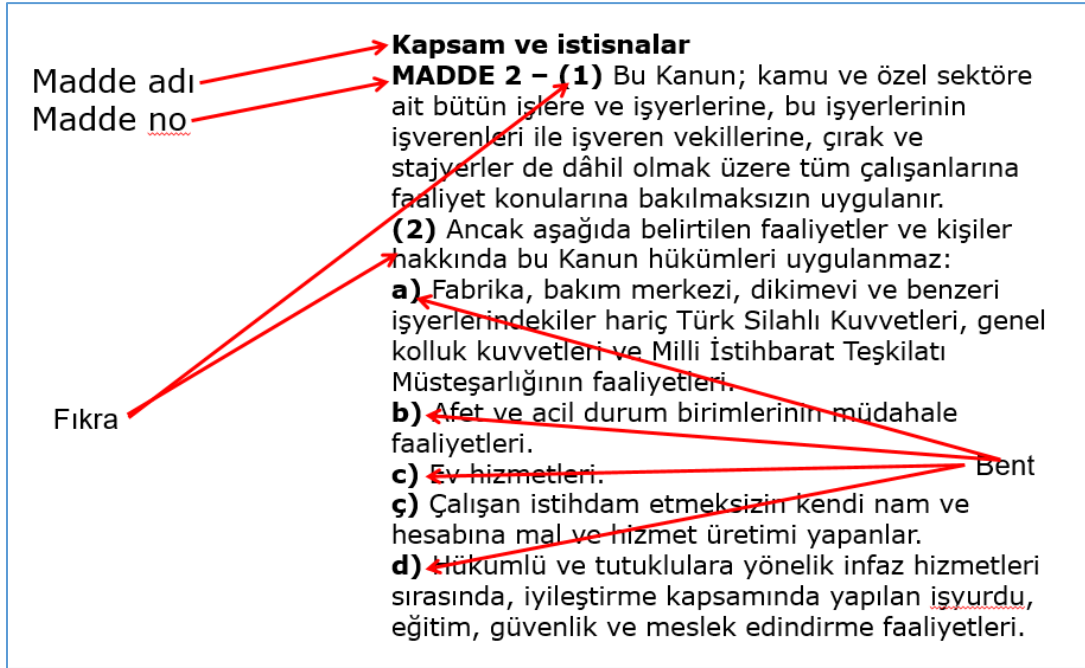 Madde adı
Madde no
Fıkra
Kapsam ve istisnalar
MADDE 2 – (1) Bu Kanun; kamu ve özel sektöre
ait bütün işlere ve işyerlerine, bu işyerlerinin
işverenleri ile işveren vekillerine, çırak ve
stajyerler de dâhil olmak üzere tüm çalışanlarına
faaliyet konularına bakılmaksızın uygulanır.
(2) Ancak aşağıda belirtilen faaliyetler ve kişiler
hakkında bu Kanun hükümleri uygulanmaz:
a) Fabrika, bakım merkezi, dikimevi ve benzeri
işyerlerindekiler hariç Türk Silahlı Kuvvetleri, genel
kolluk kuvvetleri ve Milli İstihbarat Teşkilatı
Müsteşarlığının faaliyetleri.
b) Afet ve acil durum birimlerinin müdahale
faaliyetleri.
c) Ev hizmetleri.
ç) Çalışan istihdam etmeksizin kendi nam ve
hesabına mal ve hizmet üretimi yapanlar.
d) Hükümlü ve tutuklulara yönelik infaz hizmetleri
sırasında, iyileştirme kapsamında yapılan işyurdu,
eğitim, güvenlik ve meslek edindirme faaliyetleri.
Bent